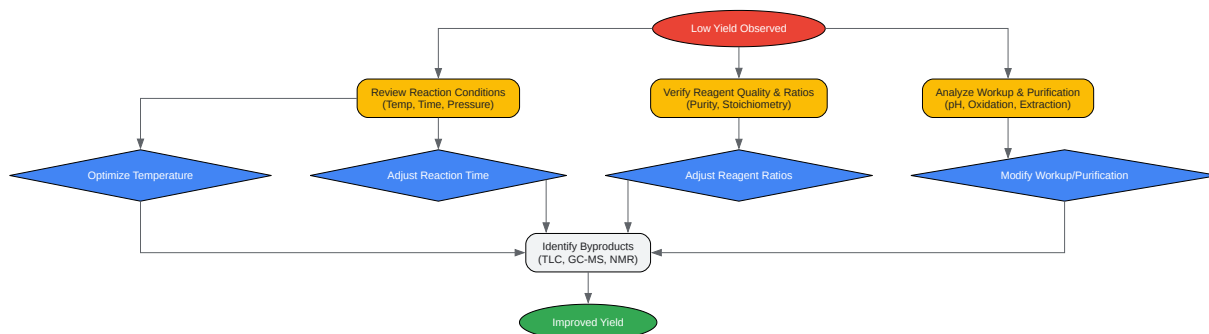 Low Yield Observed
Review Reaction Conditions
(Temp, Time, Pressure)
Verify Reagent Quality & Ratios
(Purity, Stoichiometry)
Analyze Workup & Purification
(pH, Oxidation, Extraction)
Optimize Temperature
Adjust Reaction Time
Adjust Reagent Ratios
Modify Workup/Purification
Identify Byproducts
(TLC, GC-MS, NMR)
Improved Yield